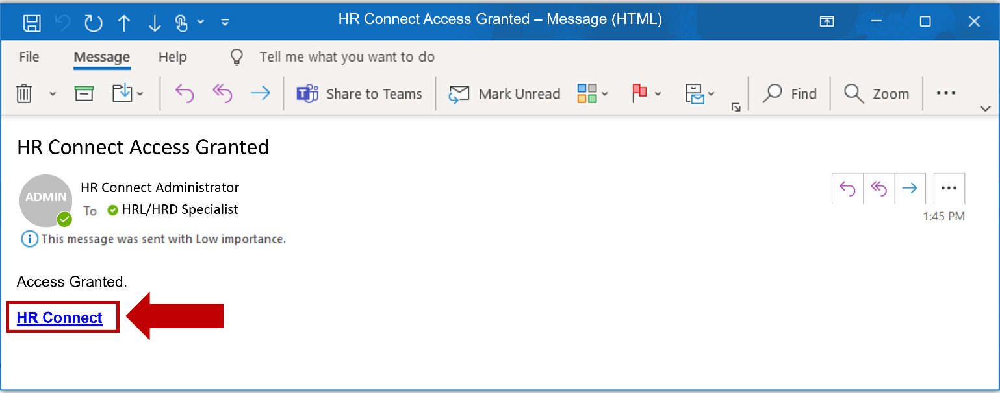 HR Connect Access Granted – Message (HTML)
File Message Help Tell me what you want to do
Share to Teams Mark Unread Find Zoom
HR Connect Access Granted
ADMIN
HR Connect Administrator
To HRL/HRD Specialist
1:45 PM
This message was sent with Low importance.
Access Granted.
HR Connect